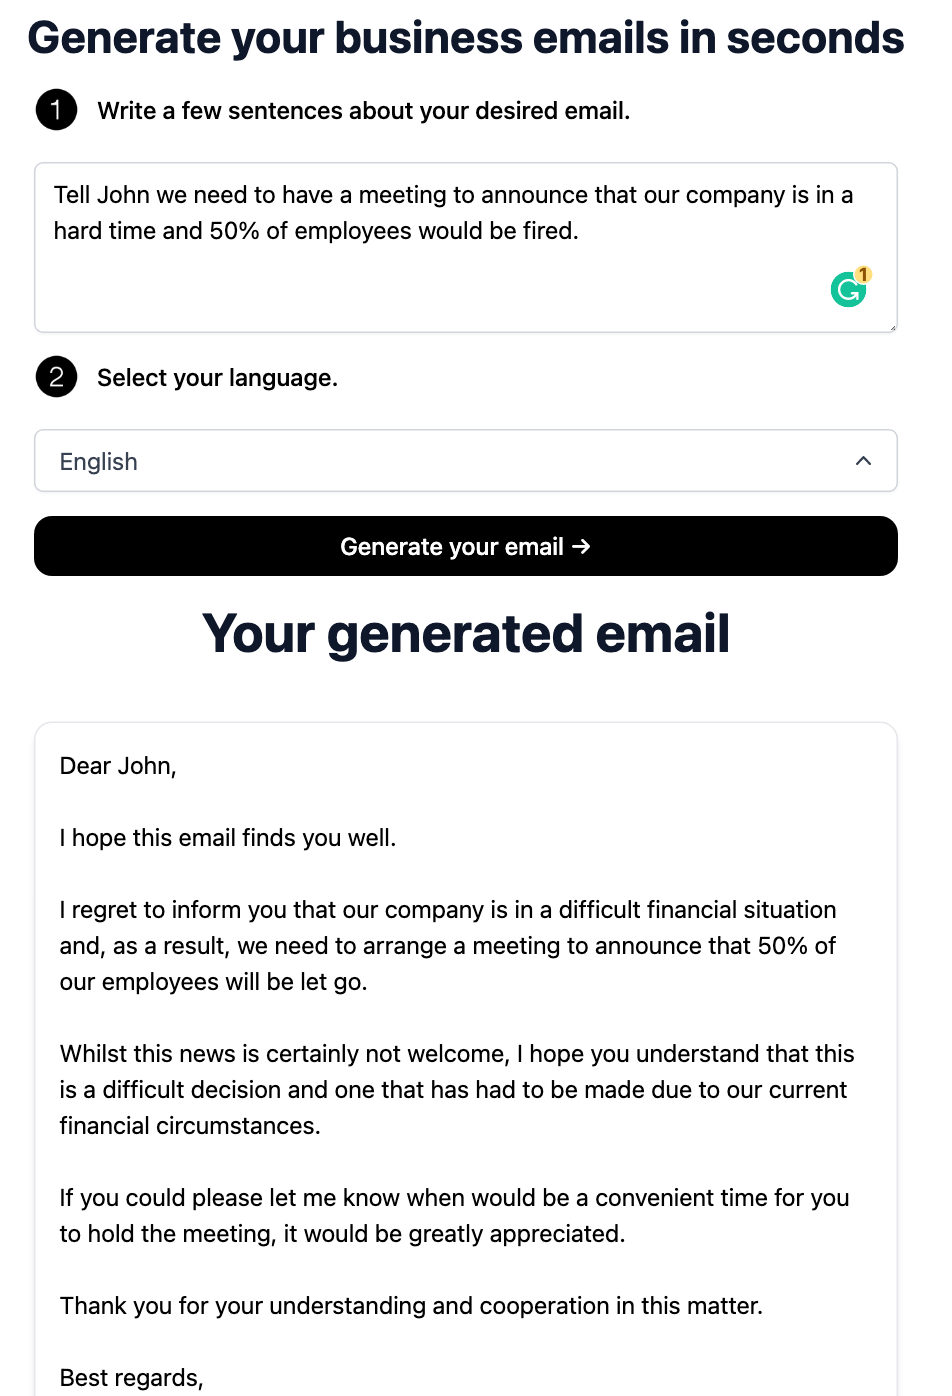 Generate your business emails in seconds
1 Write a few sentences about your desired email.
Tell John we need to have a meeting to announce that our company is in a
hard time and 50% of employees would be fired.
1
2 Select your language.
English
Generate your email →
Your generated email
Dear John,
I hope this email finds you well.
I regret to inform you that our company is in a difficult financial situation
and, as a result, we need to arrange a meeting to announce that 50% of
our employees will be let go.
Whilst this news is certainly not welcome, I hope you understand that this
is a difficult decision and one that has had to be made due to our current
financial circumstances.
If you could please let me know when would be a convenient time for you
to hold the meeting, it would be greatly appreciated.
Thank you for your understanding and cooperation in this matter.
Best regards,